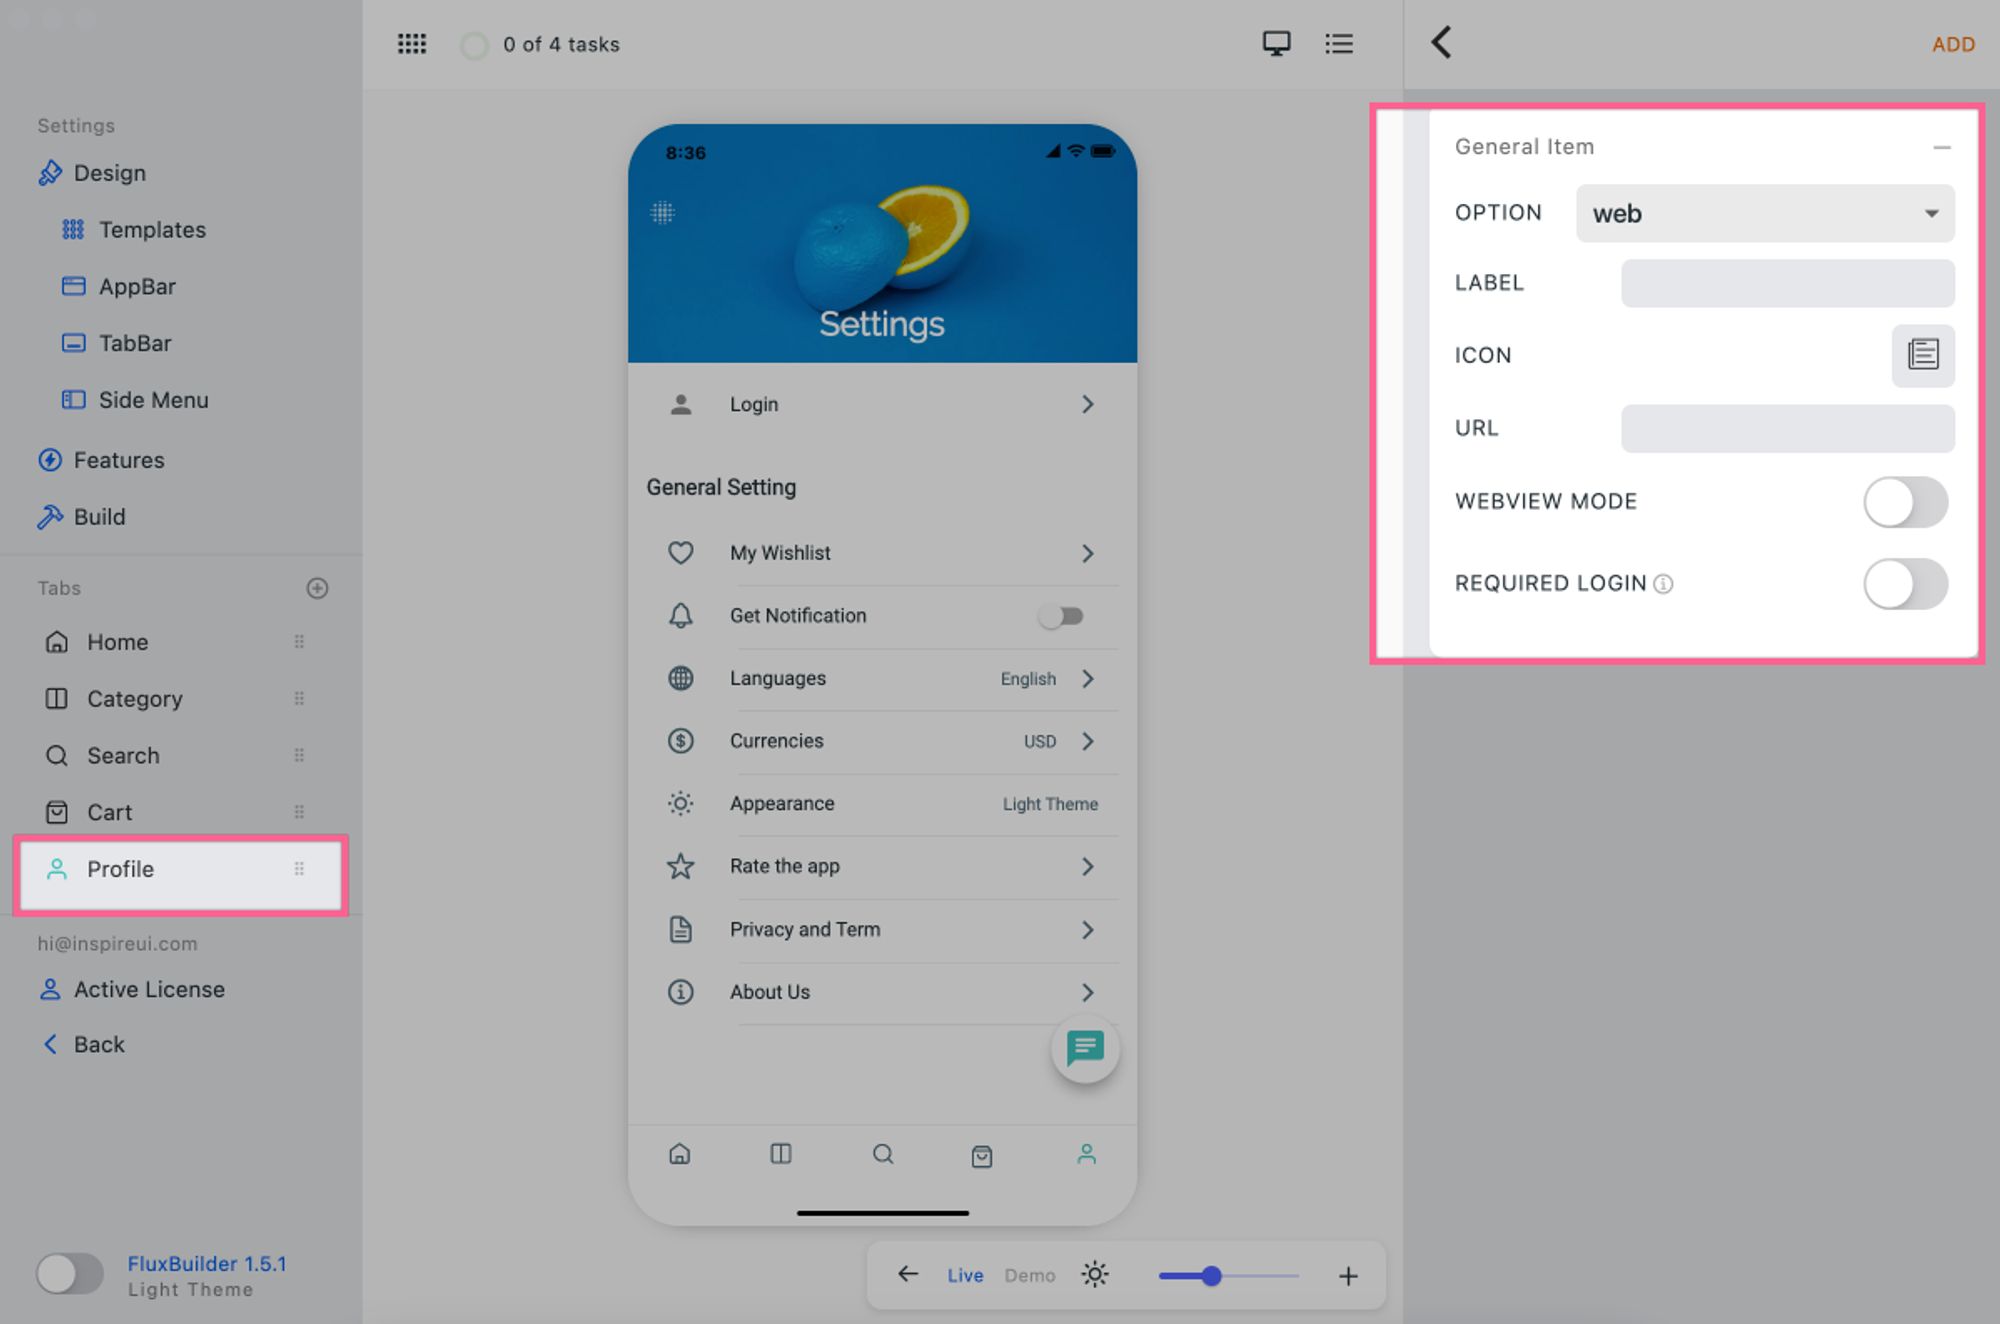 Settings
Design
Templates
AppBar
TabBar
Side Menu
Features
Build
Tabs
Home
Category
Search
Cart
Profile
hi@inspireui.com
Active License
Back
FluxBuilder 1.5.1
Light Theme
0 of 4 tasks
8:36
Settings
Login
General Setting
My Wishlist
Get Notification
Languages English
Currencies USD
Appearance Light Theme
Rate the app
Privacy and Term
About Us
Live Demo
ADD
General Item
OPTION web
LABEL
ICON
URL
WEBVIEW MODE
REQUIRED LOGIN